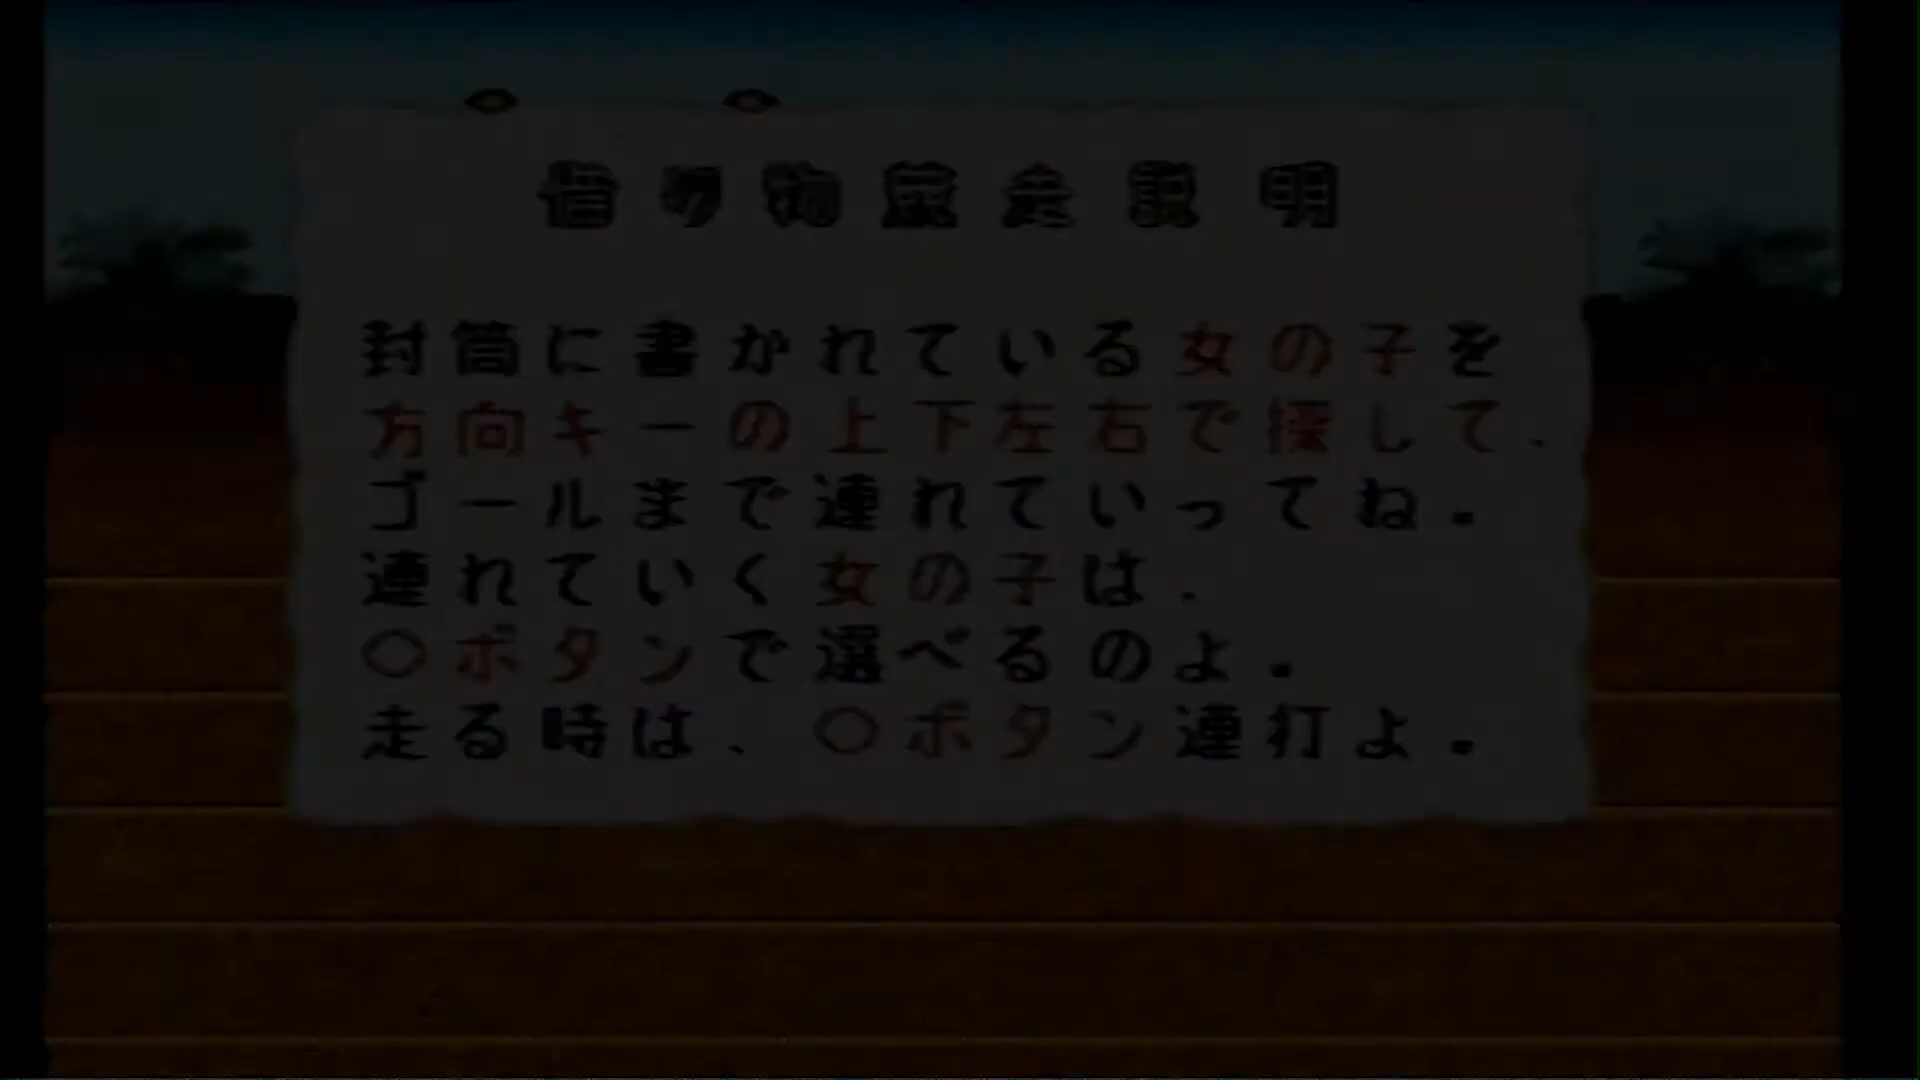 借り物競走説明
封筒に書かれている女の子を
方向キーの上下左右で探して、
ゴールまで連れていってね。
連れていく女の子は、
○ボタンで選べるのよ。
走る時は、○ボタン連打よ。